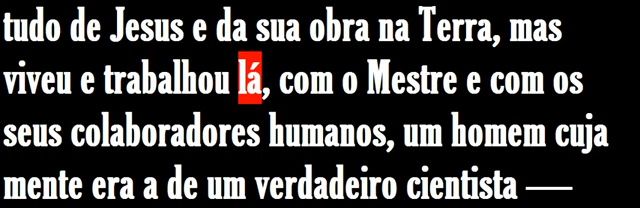 tudo de Jesus e da sua obra na Terra, mas
viveu e trabalhou lá, com o Mestre e com os
seus colaboradores humanos, um homem cuja
mente era a de um verdadeiro cientista —